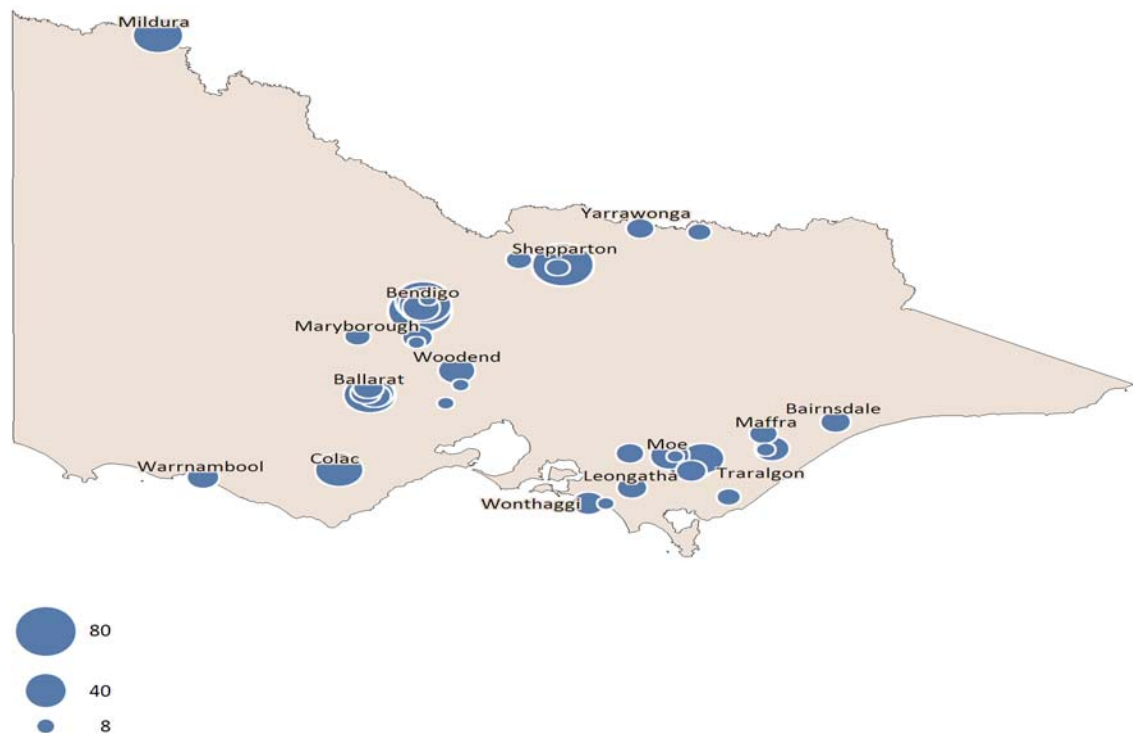 Mildura
Yarrawonga
Shepparton
Bendigo
Maryborough
Woodend
Ballarat
Bairnsdale
Maffra
Moe
Colac
Warrnambool
Leongatha
Traralgon
Wonthaggi
80
40
8